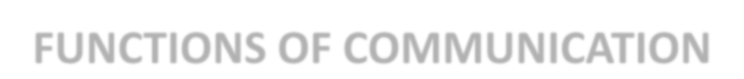 FUNCTIONS OF COMMUNICATION